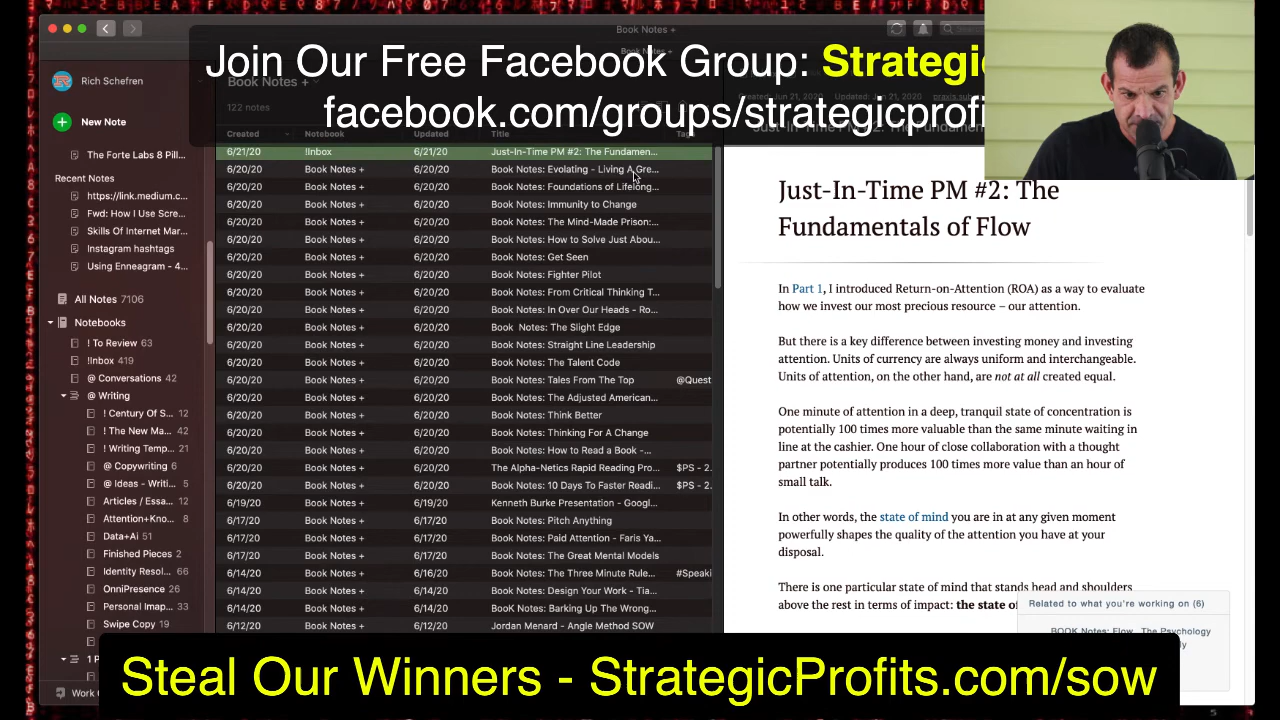 Book Notes +
Join Our Free Facebook Group: Strategic
facebook.com/groups/strategicprofi
Rich Schefren
Book Notes +
122 notes
New Note
The Forte Labs 8 Pill...
Recent Notes
https://link.medium.c...
Fwd: How I Use Scre...
Skills Of Internet Mar...
Instagram hashtags
Using Enneagram - 4...
All Notes 7106
Notebooks
! To Review 63
!Inbox 419
@ Conversations 42
@ Writing
! Century Of S... 12
! The New Ma... 42
! Writing Temp... 21
@ Copywriting 6
@ Ideas - Writi... 5
Articles / Essa... 12
Attention+Kno... 8
Data+Ai 51
Finished Pieces 2
Identity Resol... 66
OmniPresence 26
Personal Imap... 33
Swipe Copy 19
Created Notebook Updated Title
6/21/20 !Inbox 6/21/20 Just-In-Time PM #2: The Fundamen...
6/20/20 Book Notes + 6/20/20 Book Notes: Evolating - Living A Gre...
6/20/20 Book Notes + 6/20/20 Book Notes: Foundations of Lifelong...
6/20/20 Book Notes + 6/20/20 Book Notes: Immunity to Change
6/20/20 Book Notes + 6/20/20 Book Notes: The Mind-Made Prison:...
6/20/20 Book Notes + 6/20/20 Book Notes: How to Solve Just Abou...
6/20/20 Book Notes + 6/20/20 Book Notes: Get Seen
6/20/20 Book Notes + 6/20/20 Book Notes: Fighter Pilot
6/20/20 Book Notes + 6/20/20 Book Notes: From Critical Thinking T...
6/20/20 Book Notes + 6/20/20 Book Notes: In Over Our Heads - Ro...
6/20/20 Book Notes + 6/20/20 Book Notes: The Slight Edge
6/20/20 Book Notes + 6/20/20 Book Notes: Straight Line Leadership
6/20/20 Book Notes + 6/20/20 Book Notes: The Talent Code
6/20/20 Book Notes + 6/20/20 Book Notes: Tales From The Top @Quest
6/20/20 Book Notes + 6/20/20 Book Notes: The Adjusted American...
6/20/20 Book Notes + 6/20/20 Book Notes: Think Better
6/20/20 Book Notes + 6/20/20 Book Notes: Thinking For A Change
6/20/20 Book Notes + 6/20/20 Book Notes: How to Read a Book -...
6/20/20 Book Notes + 6/20/20 The Alpha-Netics Rapid Reading Pro... $PS - 2.
6/20/20 Book Notes + 6/20/20 Book Notes: 10 Days To Faster Readi... $PS - 2.
6/19/20 Book Notes + 6/19/20 Kenneth Burke Presentation - Googl...
6/17/20 Book Notes + 6/17/20 Book Notes: Pitch Anything
6/17/20 Book Notes + 6/17/20 Book Notes: Paid Attention - Faris Ya...
6/17/20 Book Notes + 6/17/20 Book Notes: The Great Mental Models
6/14/20 Book Notes + 6/16/20 Book Notes: The Three Minute Rule... #Speaki
6/14/20 Book Notes + 6/14/20 Book Notes: Design Your Work - Tia...
6/14/20 Book Notes + 6/14/20 BooK Notes: Barking Up The Wrong...
6/12/20 Book Notes + 6/12/20 Jordan Menard - Angle Method SOW
Just-In-Time PM #2: The
Fundamentals of Flow
In Part 1, I introduced Return-on-Attention (ROA) as a way to evaluate
how we invest our most precious resource – our attention.
But there is a key difference between investing money and investing
attention. Units of currency are always uniform and interchangeable.
Units of attention, on the other hand, are not at all created equal.
One minute of attention in a deep, tranquil state of concentration is
potentially 100 times more valuable than the same minute waiting in
line at the cashier. One hour of close collaboration with a thought
partner potentially produces 100 times more value than an hour of
small talk.
In other words, the state of mind you are in at any given moment
powerfully shapes the quality of the attention you have at your
disposal.
There is one particular state of mind that stands head and shoulders
above the rest in terms of impact: the state of
Related to what you're working on (6)
BOOK Notes: Flow_ The Psychology
Steal Our Winners - StrategicProfits.com/sow